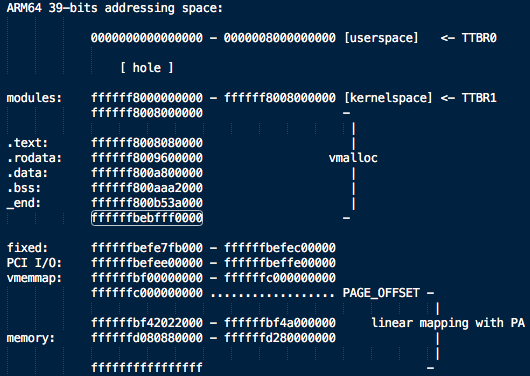 ARM64 39-bits addressing space:
0000000000000000 - 0000008000000000 [userspace] <- TTBR0
[ hole ]
modules: ffffff8000000000 - ffffff8008000000 [kernelspace] <- TTBR1
ffffff8008000000 -
|
.text: ffffff8008080000 |
.rodata: ffffff8009600000 vmalloc
.data: ffffff800a800000 |
.bss: ffffff800aaa2000 |
_end: ffffff800b53a000 |
ffffffbebfff0000 -
fixed: ffffffbefe7fb000 - ffffffbefec00000
PCI I/O: ffffffbefee00000 - ffffffbeffe00000
vmemmap: ffffffbf00000000 - ffffffc000000000
ffffffc000000000 .................. PAGE_OFFSET -
|
ffffffbf42022000 - ffffffbf4a000000 linear mapping with PA
memory: ffffffd080880000 - ffffffd280000000 |
|
ffffffffffffffff -